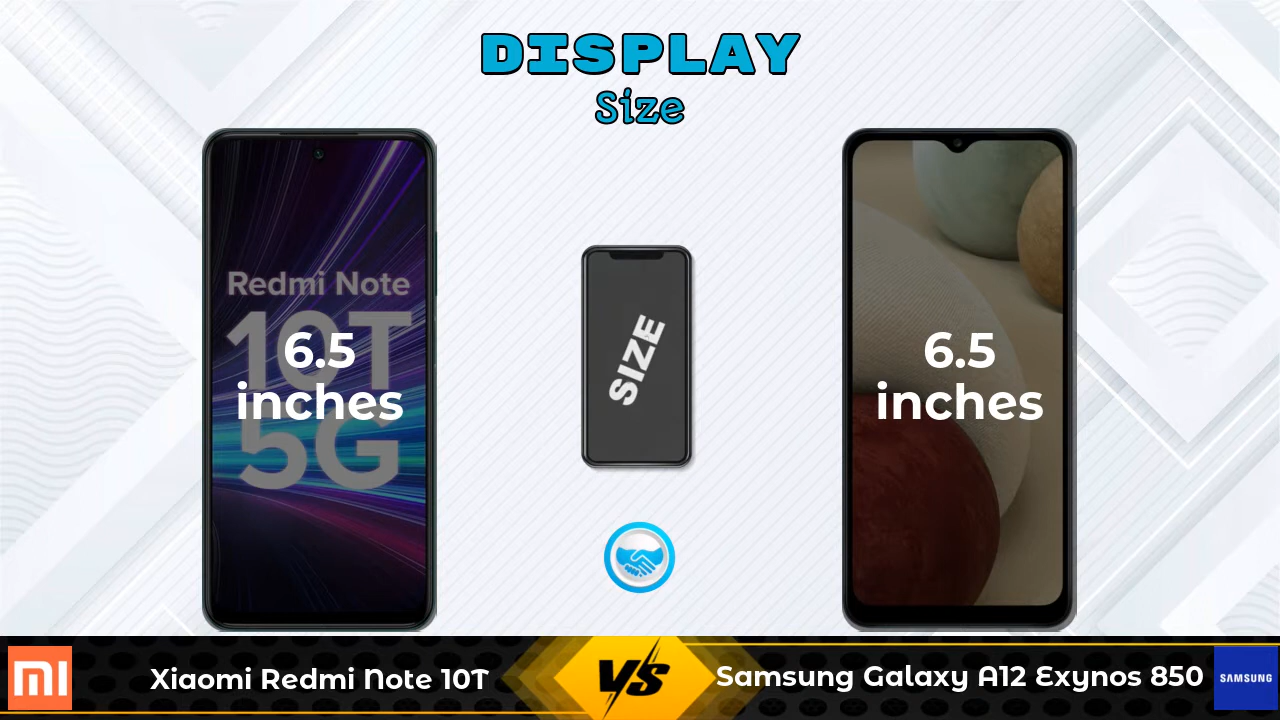 DISPLAY
Size
Redmi Note
10T
5G
6.5
inches
SIZE
6.5
inches
MI
Xiaomi Redmi Note 10T
VS
Samsung Galaxy A12 Exynos 850
SAMSUNG